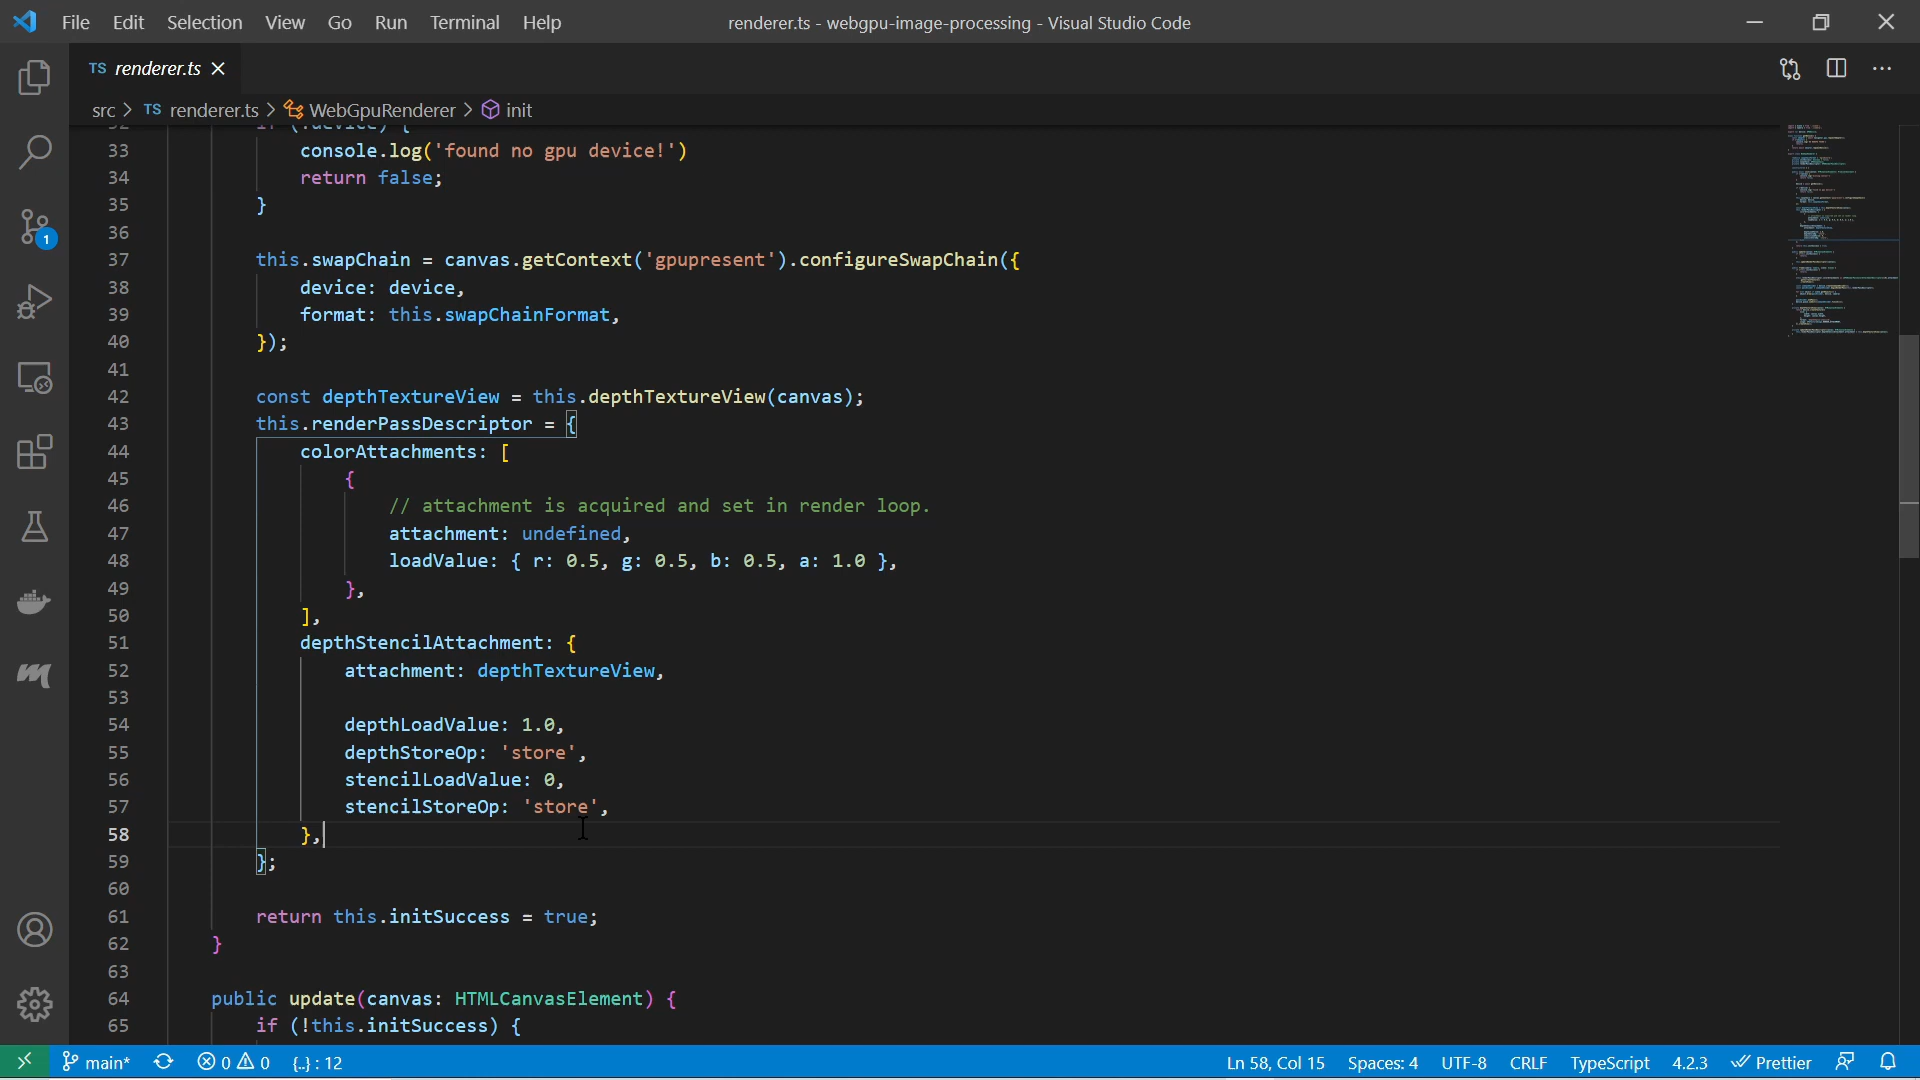 File Edit Selection View Go Run Terminal Help renderer.ts - webgpu-image-processing - Visual Studio Code
TS renderer.ts
src > TS renderer.ts > WebGpuRenderer > init
33 console.log('found no gpu device!')
34 return false;
35 }
36
37 this.swapChain = canvas.getContext('gpupresent').configureSwapChain({
38 device: device,
39 format: this.swapChainFormat,
40 });
41
42 const depthTextureView = this.depthTextureView(canvas);
43 this.renderPassDescriptor = {
44 colorAttachments: [
45 {
46 // attachment is acquired and set in render loop.
47 attachment: undefined,
48 loadValue: { r: 0.5, g: 0.5, b: 0.5, a: 1.0 },
49 },
50 ],
51 depthStencilAttachment: {
52 attachment: depthTextureView,
53
54 depthLoadValue: 1.0,
55 depthStoreOp: 'store',
56 stencilLoadValue: 0,
57 stencilStoreOp: 'store',
58 },
59 };
60
61 return this.initSuccess = true;
62 }
63
64 public update(canvas: HTMLCanvasElement) {
65 if (!this.initSuccess) {
1
main* 0 0 {..} : 12 Ln 58, Col 15 Spaces: 4 UTF-8 CRLF TypeScript 4.2.3 Prettier